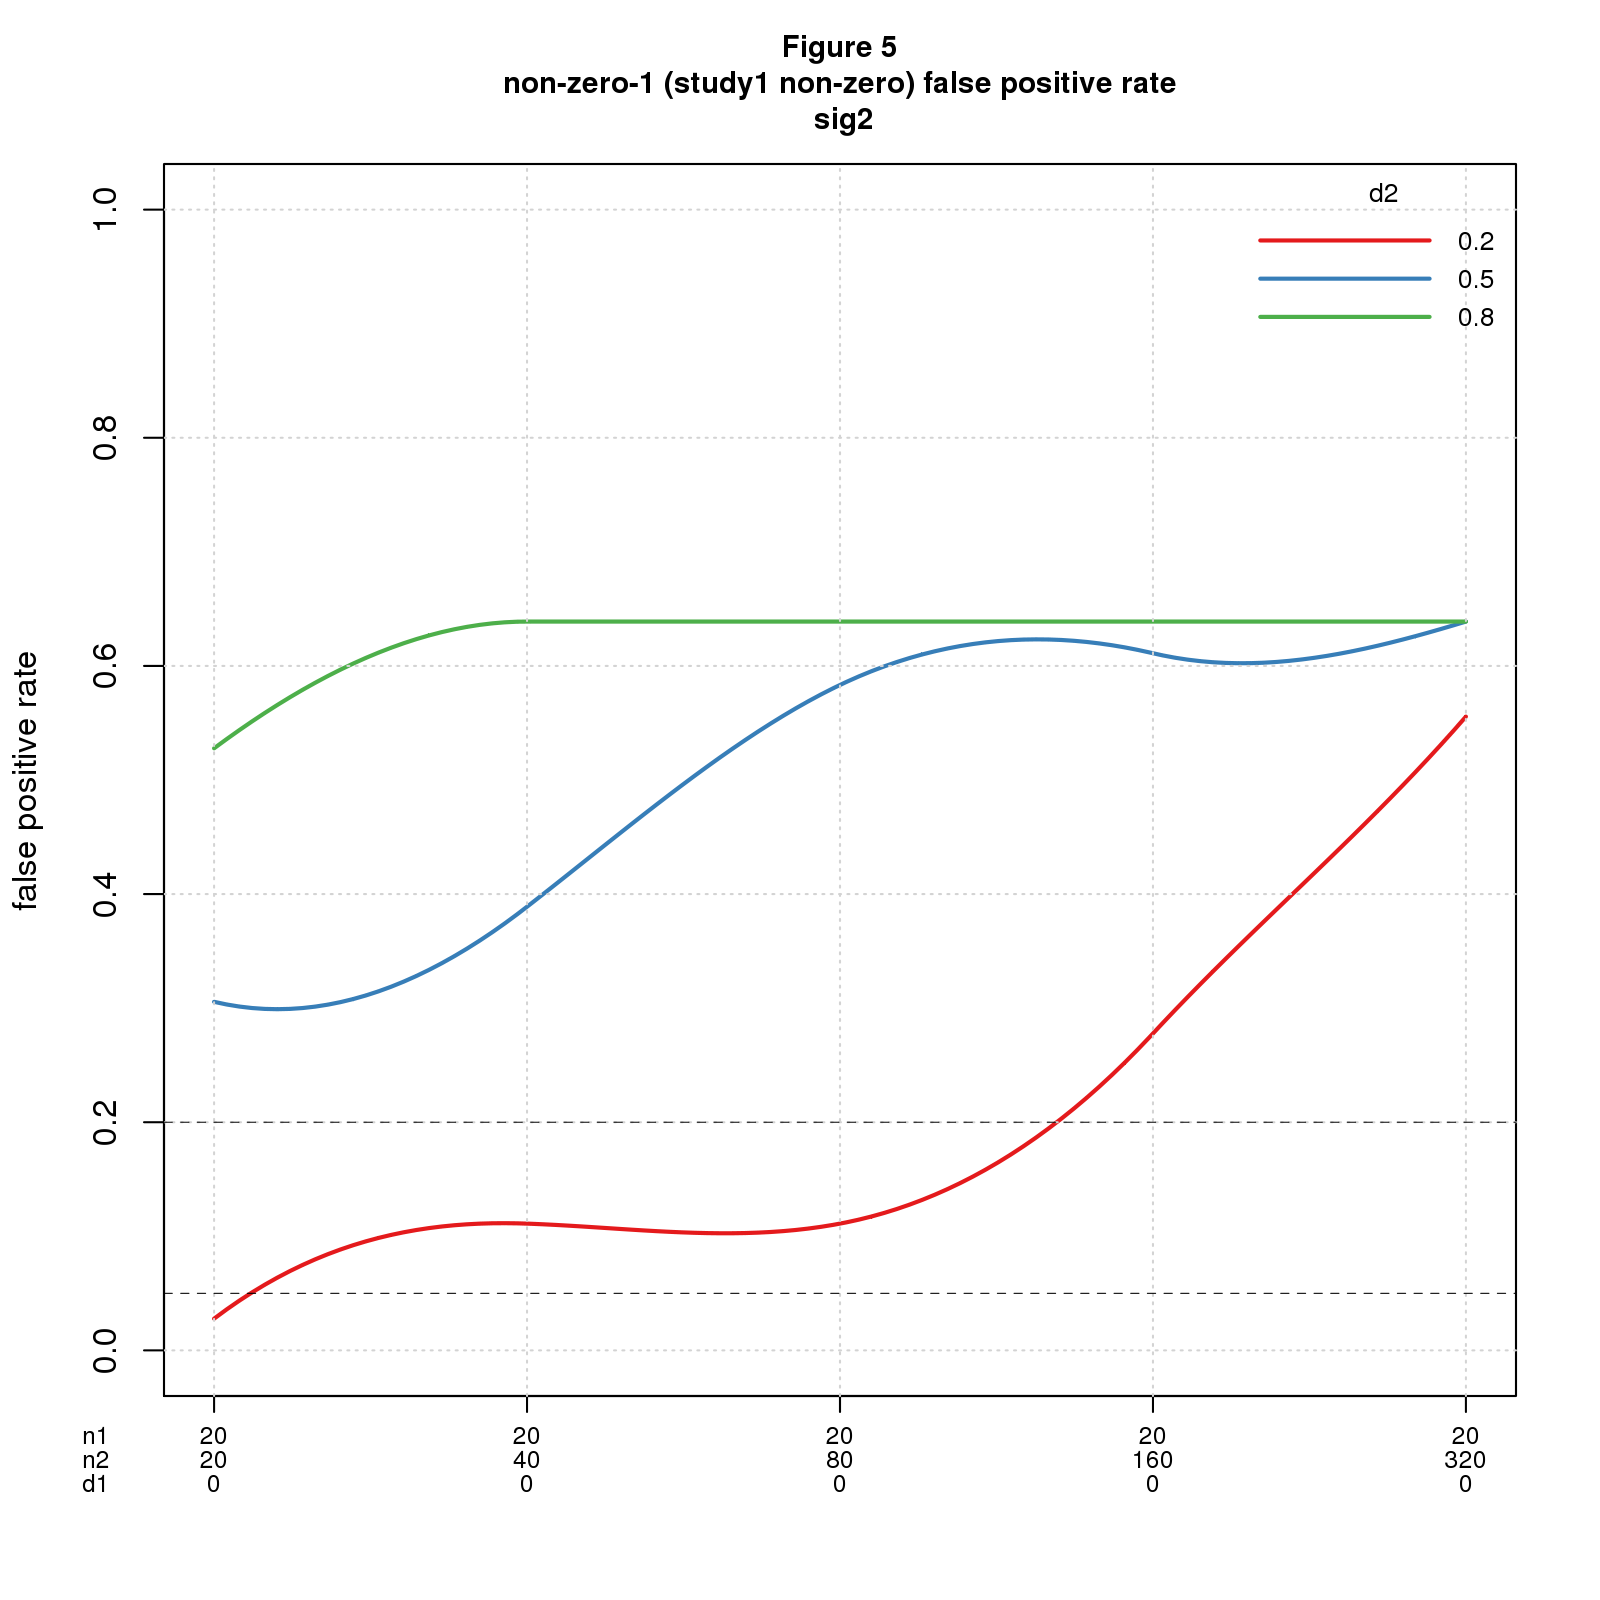 Figure 5
non-zero-1 (study1 non-zero) false positive rate
sig2
d2
0.2
0.5
0.8
false positive rate
1.0
0.8
0.6
0.4
0.2
0.0
n1 20 20 20 20 20
n2 20 40 80 160 320
d1 0 0 0 0 0